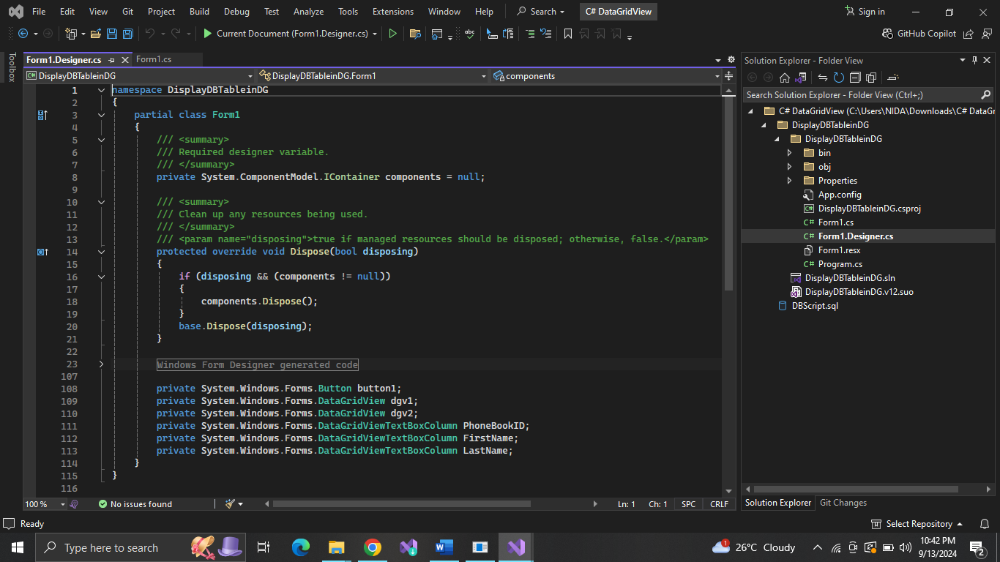 File Edit View Git Project Build Debug Test Analyze Tools Extensions Window Help Search C# DataGridView Sign in
Current Document (Form1.Designer.cs) GitHub Copilot
Toolbox
Form1.Designer.cs Form1.cs
DisplayDBTableinDG DisplayDBTableinDG.Form1 components
1 namespace DisplayDBTableinDG
2 {
3 partial class Form1
4 {
5 /// <summary>
6 /// Required designer variable.
7 /// </summary>
8 private System.ComponentModel.IContainer components = null;
9
10 /// <summary>
11 /// Clean up any resources being used.
12 /// </summary>
13 /// <param name="disposing">true if managed resources should be disposed; otherwise, false.</param>
14 protected override void Dispose(bool disposing)
15 {
16 if (disposing && (components != null))
17 {
18 components.Dispose();
19 }
20 base.Dispose(disposing);
21 }
22
23 Windows Form Designer generated code
107
108 private System.Windows.Forms.Button button1;
109 private System.Windows.Forms.DataGridView dgv1;
110 private System.Windows.Forms.DataGridView dgv2;
111 private System.Windows.Forms.DataGridViewTextBoxColumn PhoneBookID;
112 private System.Windows.Forms.DataGridViewTextBoxColumn FirstName;
113 private System.Windows.Forms.DataGridViewTextBoxColumn LastName;
114 }
115 }
116
100 % No issues found Ln: 1 Ch: 1 SPC CRLF
Solution Explorer - Folder View
Search Solution Explorer - Folder View (Ctrl+;)
C# DataGridView (C:\Users\NIDA\Downloads\C# DataGr
DisplayDBTableinDG
DisplayDBTableinDG
bin
obj
Properties
App.config
DisplayDBTableinDG.csproj
Form1.cs
Form1.Designer.cs
Form1.resx
Program.cs
DisplayDBTableinDG.sln
DisplayDBTableinDG.v12.suo
DBScript.sql
Solution Explorer Git Changes
Ready Select Repository
Type here to search 1 26°C Cloudy 10:42 PM
9/13/2024 2